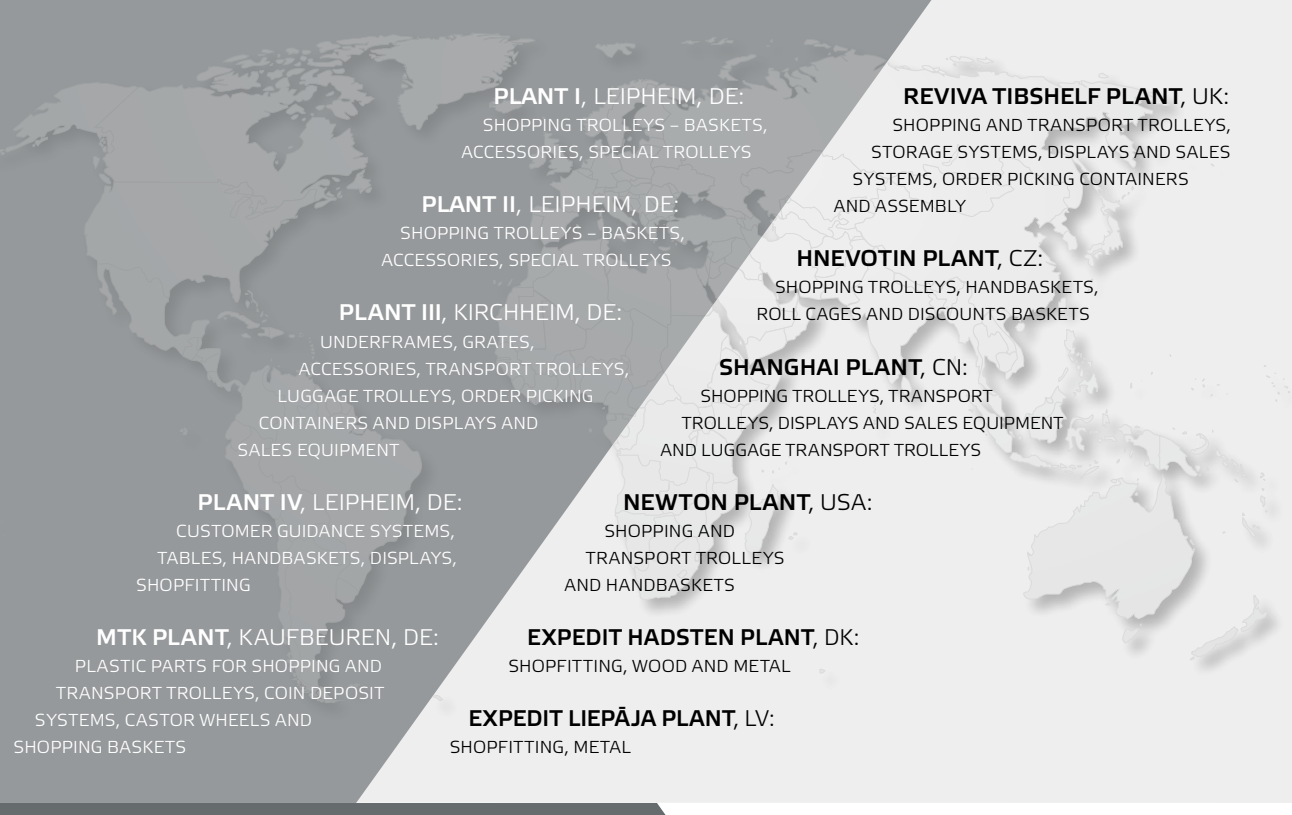 PLANT I, LEIPHEIM, DE:
SHOPPING TROLLEYS – BASKETS,
ACCESSORIES, SPECIAL TROLLEYS
PLANT II, LEIPHEIM, DE:
SHOPPING TROLLEYS – BASKETS,
ACCESSORIES, SPECIAL TROLLEYS
PLANT III, KIRCHHEIM, DE:
UNDERFRAMES, GRATES,
ACCESSORIES, TRANSPORT TROLLEYS,
LUGGAGE TROLLEYS, ORDER PICKING
CONTAINERS AND DISPLAYS AND
SALES EQUIPMENT
PLANT IV, LEIPHEIM, DE:
CUSTOMER GUIDANCE SYSTEMS,
TABLES, HANDBASKETS, DISPLAYS,
SHOPFITTING
MTK PLANT, KAUFBEUREN, DE:
PLASTIC PARTS FOR SHOPPING AND
TRANSPORT TROLLEYS, COIN DEPOSIT
SYSTEMS, CASTOR WHEELS AND
SHOPPING BASKETS
REVIVA TIBSHELF PLANT, UK:
SHOPPING AND TRANSPORT TROLLEYS,
STORAGE SYSTEMS, DISPLAYS AND SALES
SYSTEMS, ORDER PICKING CONTAINERS
AND ASSEMBLY
HNEVOTIN PLANT, CZ:
SHOPPING TROLLEYS, HANDBASKETS,
ROLL CAGES AND DISCOUNTS BASKETS
SHANGHAI PLANT, CN:
SHOPPING TROLLEYS, TRANSPORT
TROLLEYS, DISPLAYS AND SALES EQUIPMENT
AND LUGGAGE TRANSPORT TROLLEYS
NEWTON PLANT, USA:
SHOPPING AND
TRANSPORT TROLLEYS
AND HANDBASKETS
EXPEDIT HADSTEN PLANT, DK:
SHOPFITTING, WOOD AND METAL
EXPEDIT LIEPĀJA PLANT, LV:
SHOPFITTING, METAL